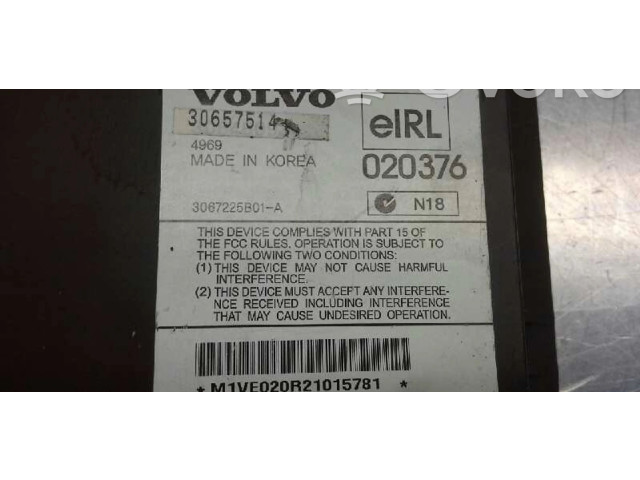 VOLVO
30657514
4969
MADE IN KOREA
eIRL
020376
3067225B01-A
N18
THIS DEVICE COMPLIES WITH PART 15 OF
THE FCC RULES. OPERATION IS SUBJECT TO
THE FOLLOWING TWO CONDITIONS:
(1) THIS DEVICE MAY NOT CAUSE HARMFUL
INTERFERENCE.
(2) THIS DEVICE MUST ACCEPT ANY INTERFERE-
NCE RECEIVED INCLUDING INTERFERENCE
THAT MAY CAUSE UNDESIRED OPERATION.
* M1VE020R21015781 *